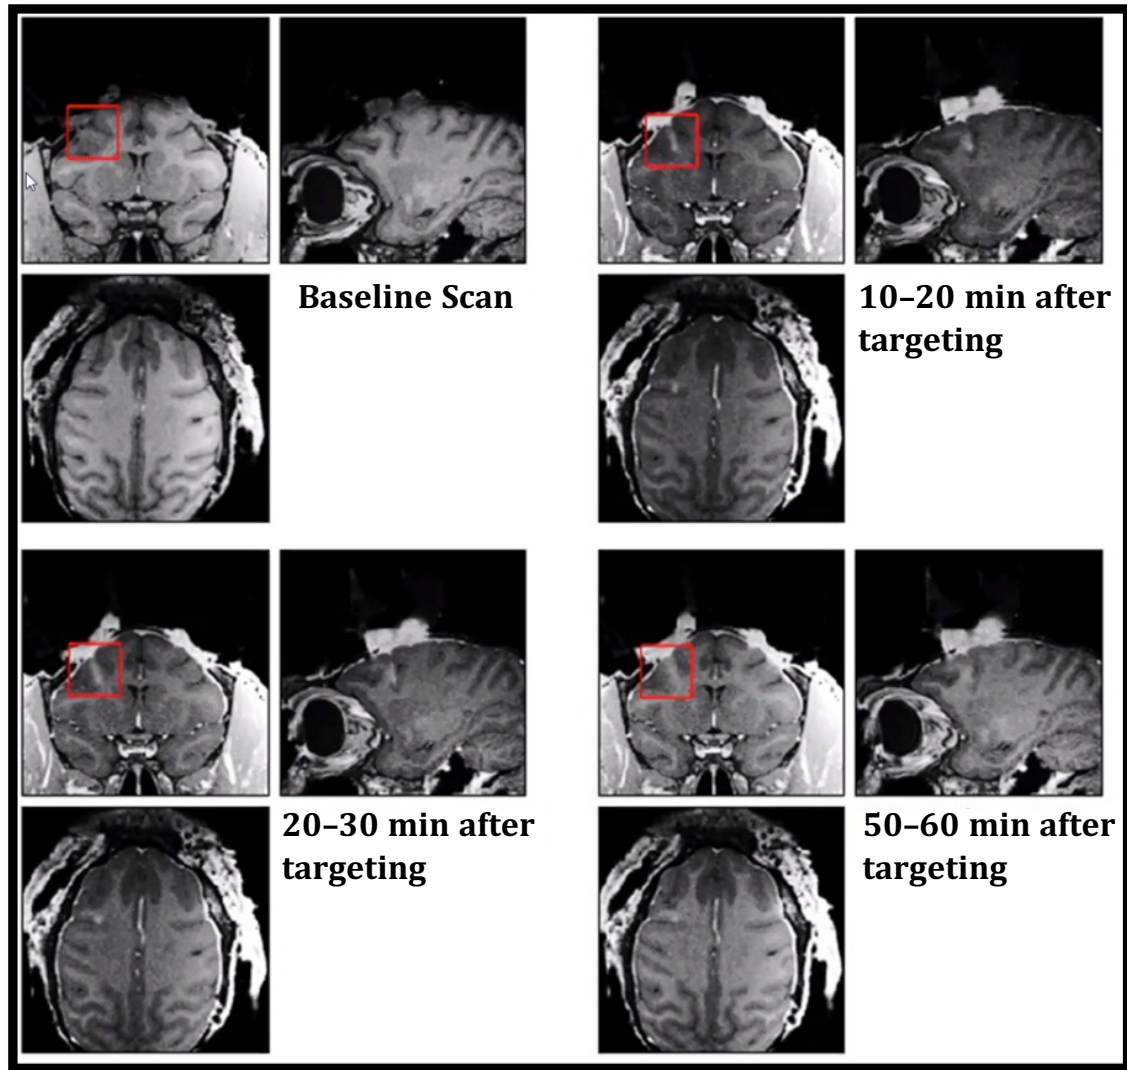 Baseline Scan
10–20 min after
targeting
20–30 min after
targeting
50–60 min after
targeting